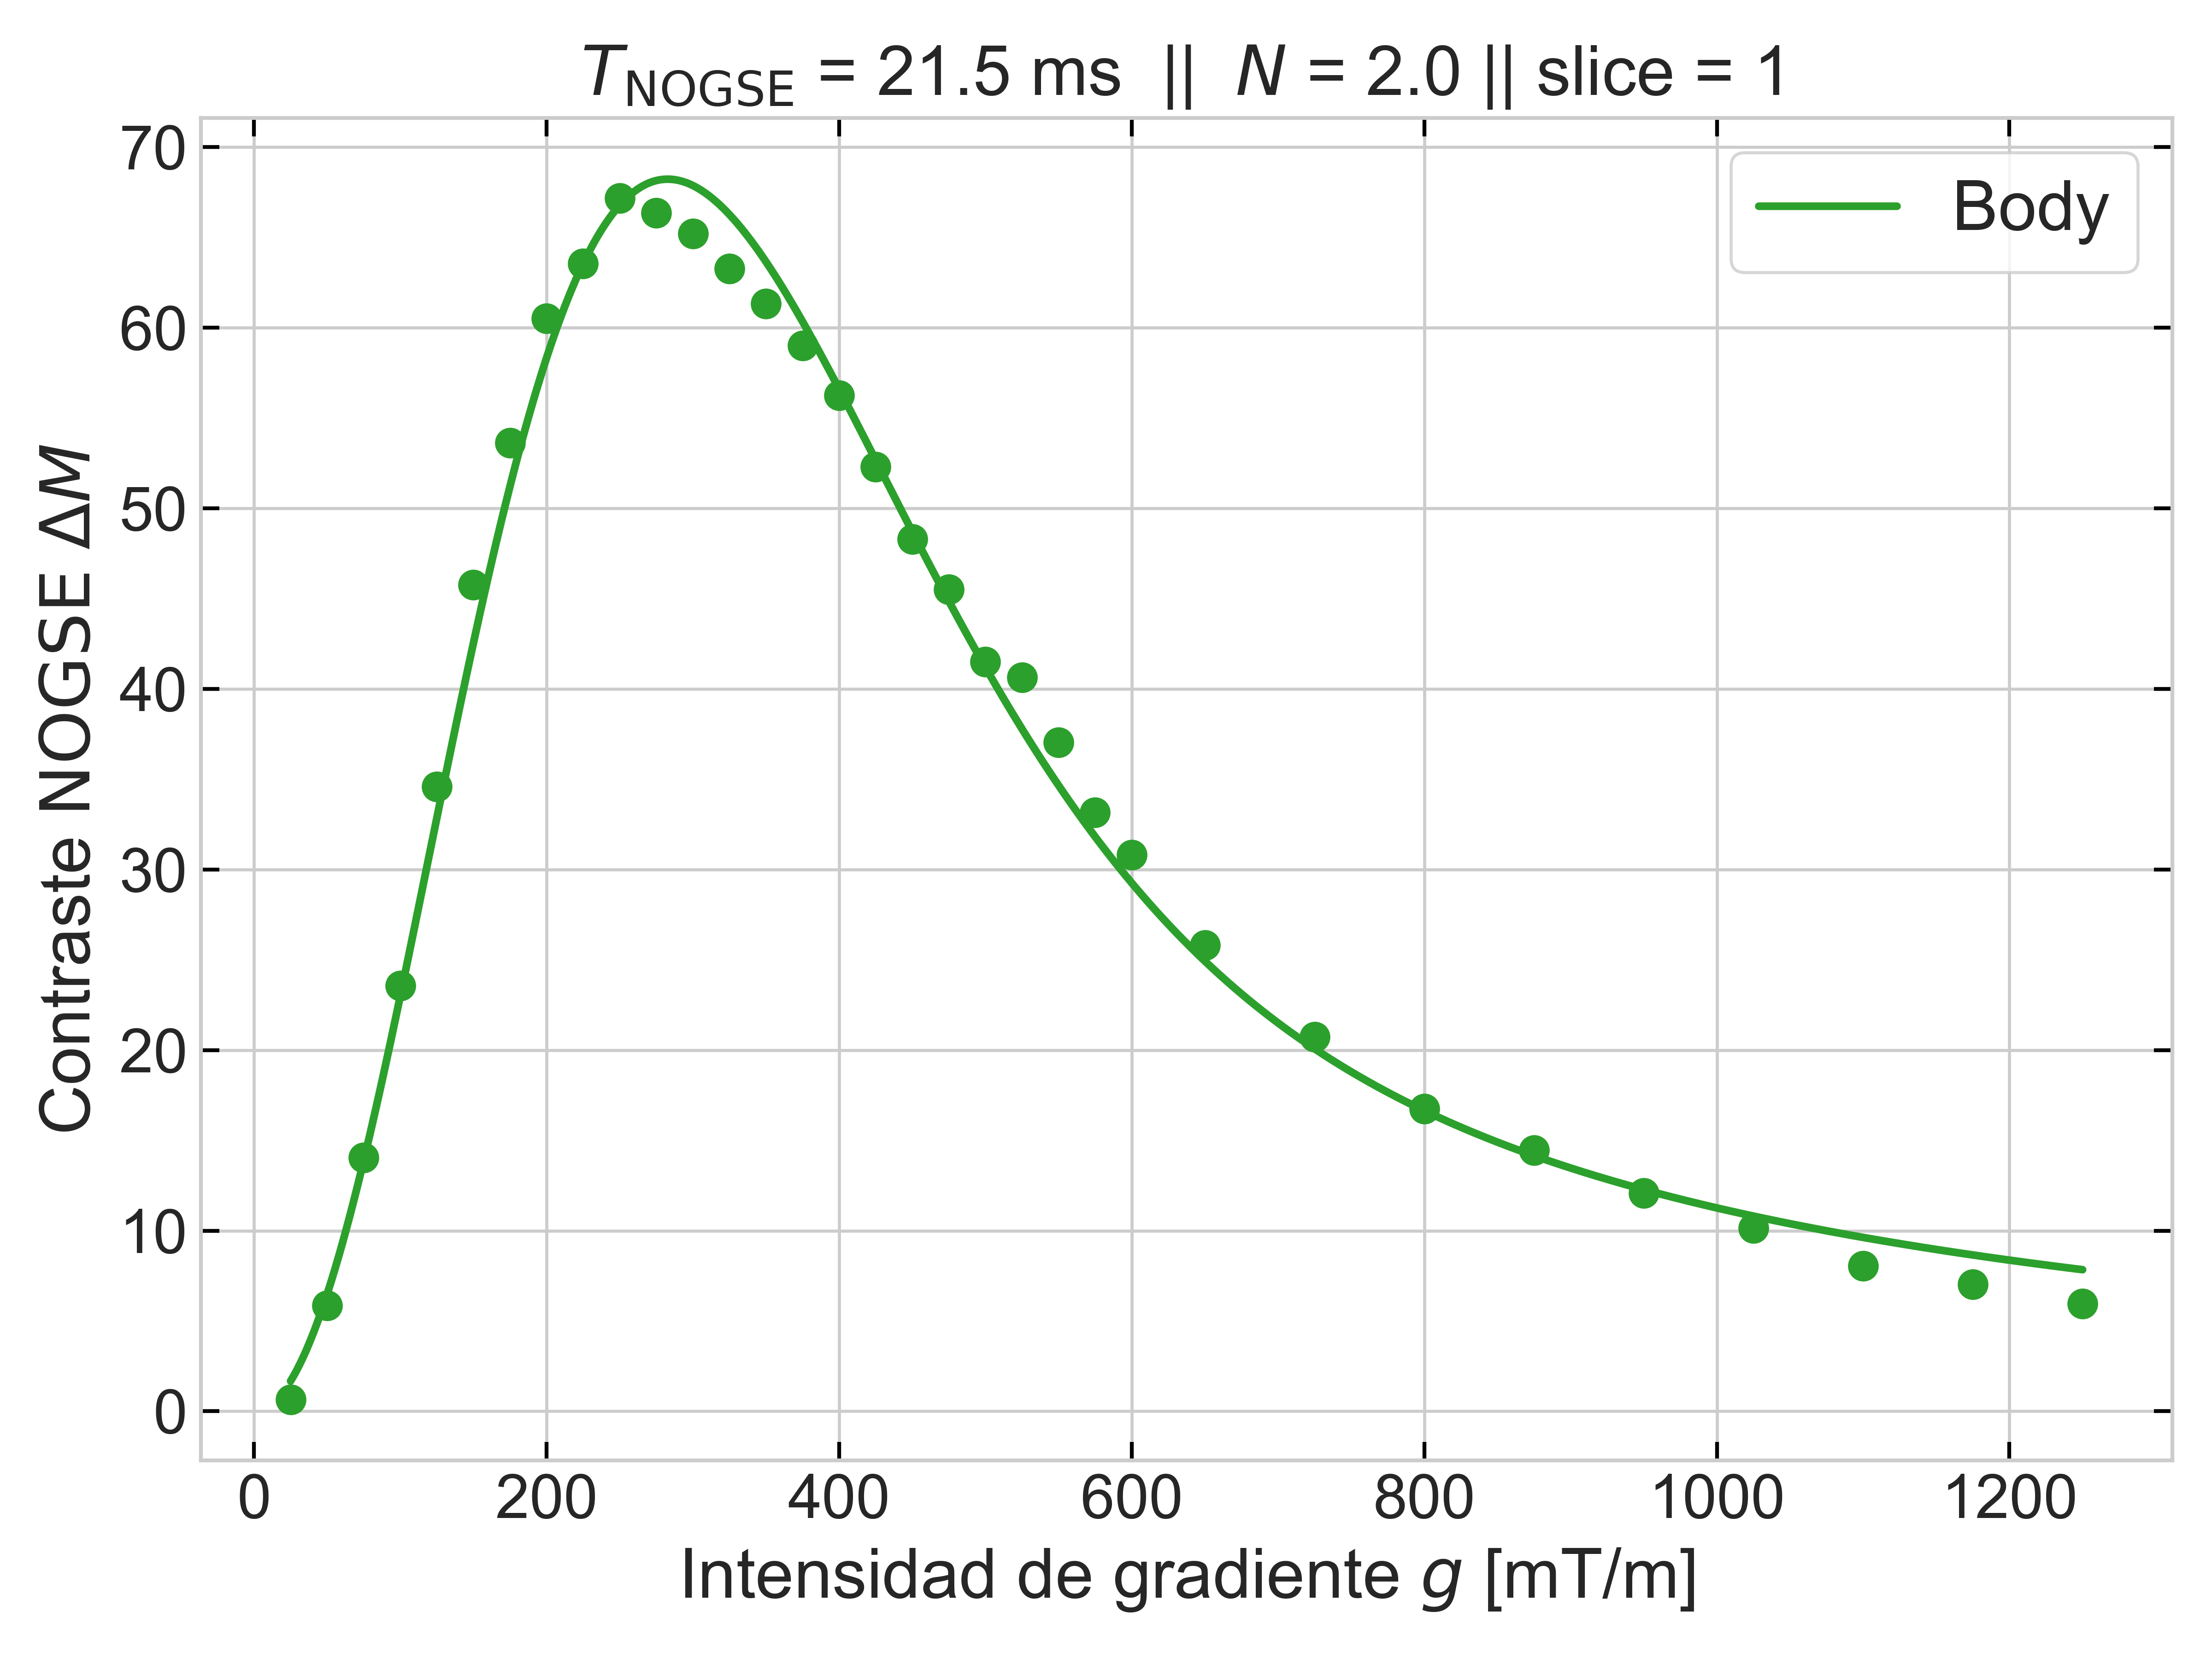 T_NOGSE = 21.5 ms || N = 2.0 || slice = 1
Body
Contraste NOGSE ΔM
70
60
50
40
30
20
10
0
0 200 400 600 800 1000 1200
Intensidad de gradiente g [mT/m]